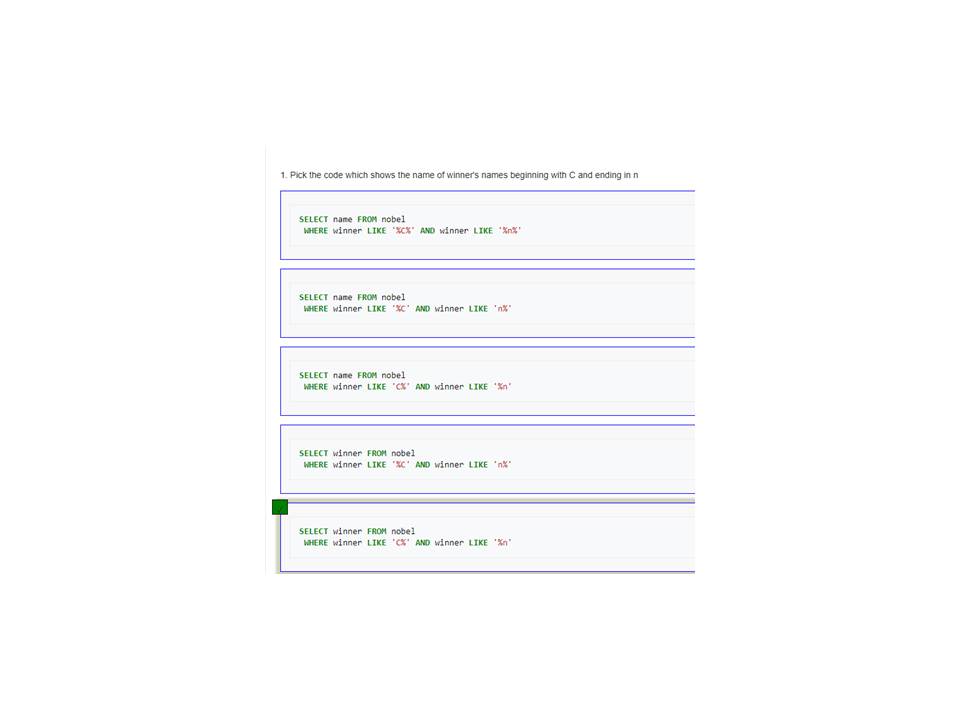 1. Pick the code which shows the name of winner's names beginning with C and ending in n
SELECT name FROM nobel
WHERE winner LIKE '%C%' AND winner LIKE '%n%'
SELECT name FROM nobel
WHERE winner LIKE '%C' AND winner LIKE 'n%'
SELECT name FROM nobel
WHERE winner LIKE 'C%' AND winner LIKE '%n'
SELECT winner FROM nobel
WHERE winner LIKE '%C' AND winner LIKE 'n%'
SELECT winner FROM nobel
WHERE winner LIKE 'C%' AND winner LIKE '%n'